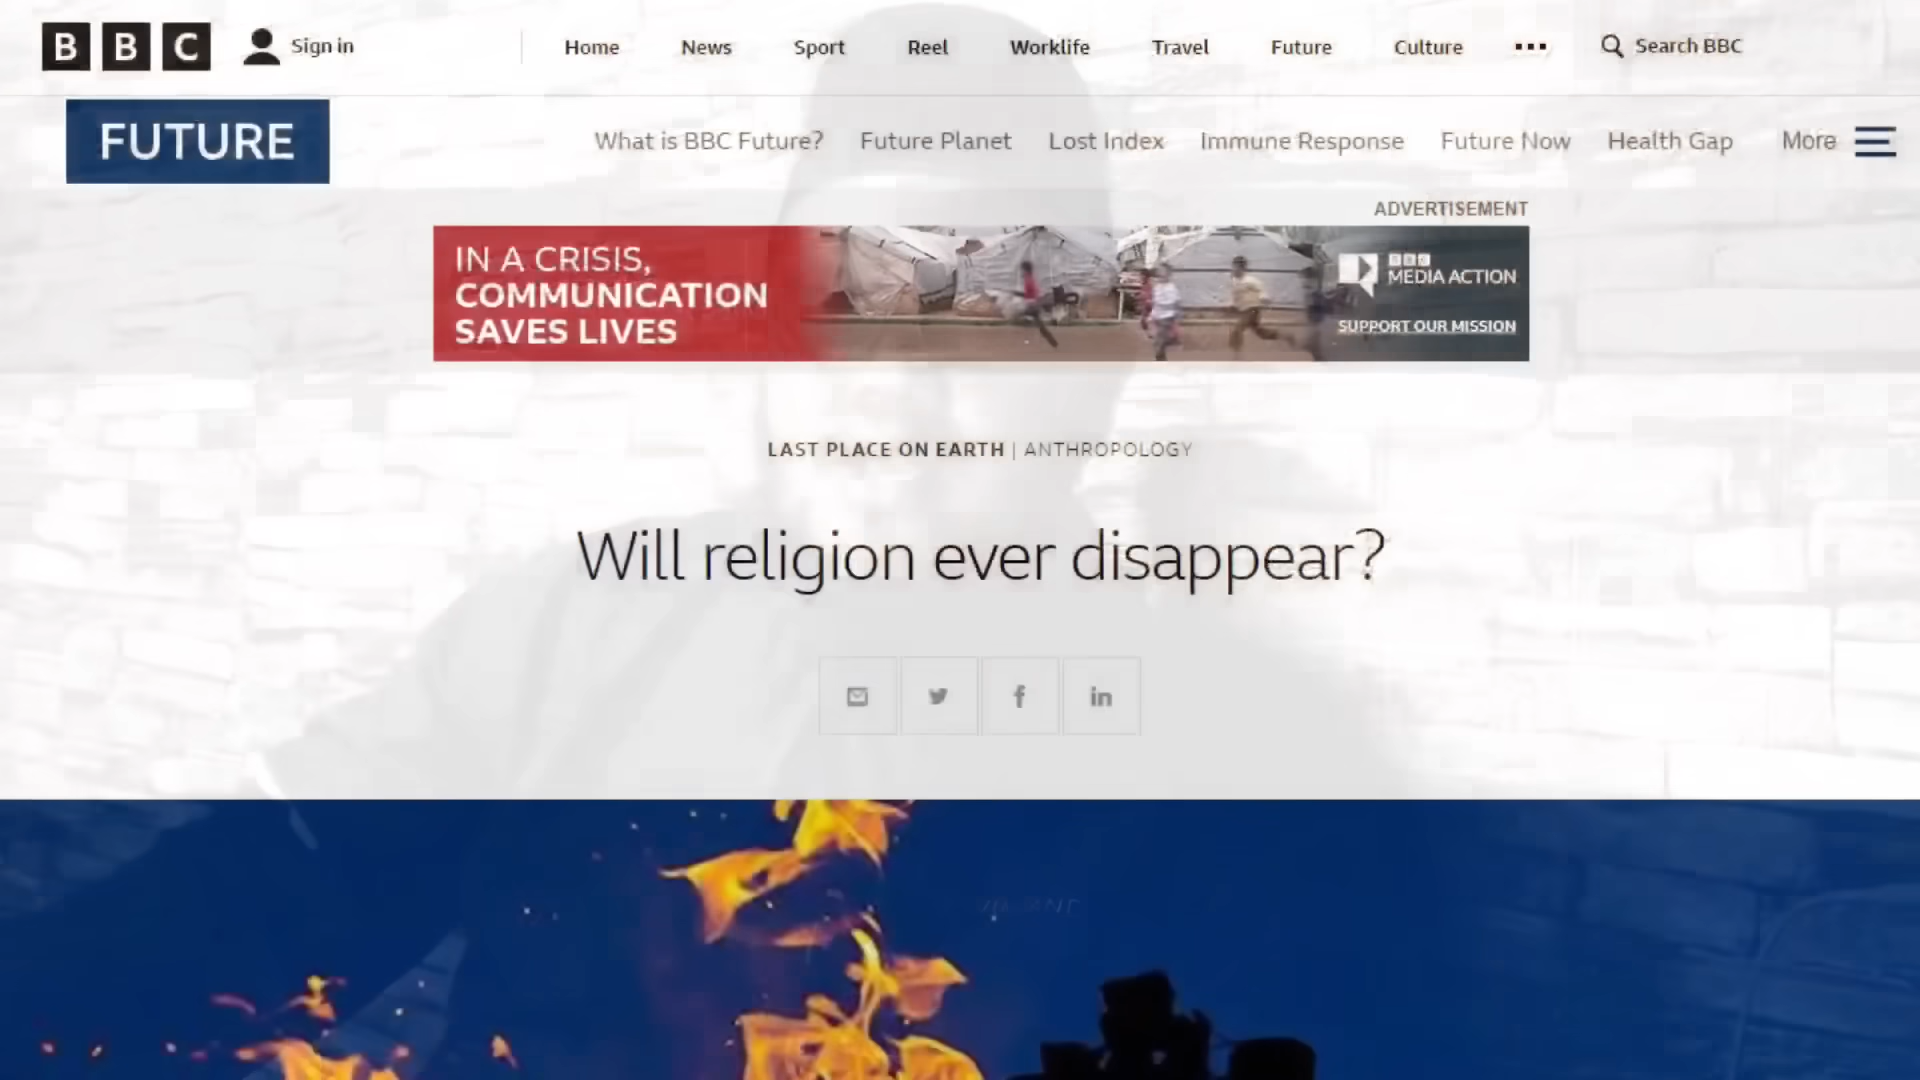 BBC
Sign in
Home
News
Sport
Reel
Worklife
Travel
Future
Culture
Search BBC
FUTURE
What is BBC Future?
Future Planet
Lost Index
Immune Response
Future Now
Health Gap
More
ADVERTISEMENT
IN A CRISIS,
COMMUNICATION
SAVES LIVES
BBC
MEDIA ACTION
SUPPORT OUR MISSION
LAST PLACE ON EARTH | ANTHROPOLOGY
Will religion ever disappear?